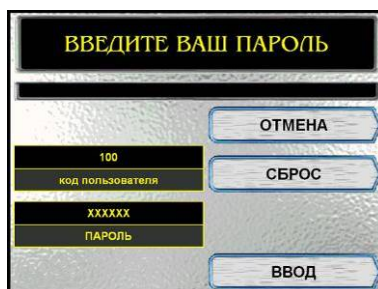 ВВЕДИТЕ ВАШ ПАРОЛЬ
ОТМЕНА
100
код пользователя
СБРОС
XXXXXX
ПАРОЛЬ
ВВОД